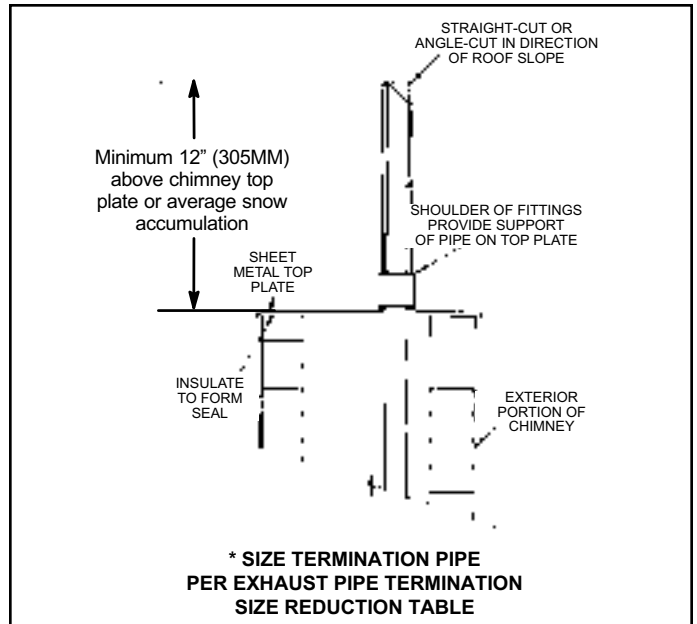 STRAIGHT-CUT OR
ANGLE-CUT IN DIRECTION
OF ROOF SLOPE
Minimum 12” (305MM)
above chimney top
plate or average snow
accumulation
SHOULDER OF FITTINGS
PROVIDE SUPPORT
OF PIPE ON TOP PLATE
SHEET
METAL TOP
PLATE
INSULATE
TO FORM
SEAL
EXTERIOR
PORTION OF
CHIMNEY
* SIZE TERMINATION PIPE
PER EXHAUST PIPE TERMINATION
SIZE REDUCTION TABLE